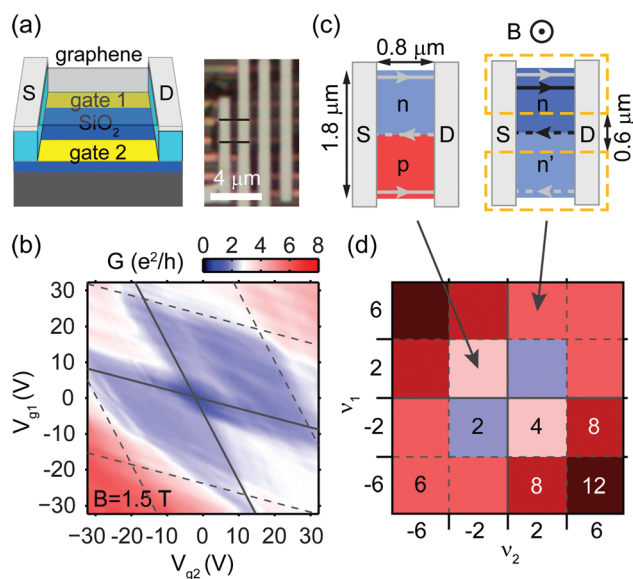 (a)
graphene
S
D
gate 1
SiO₂
gate 2
4 μm
(c)
B
0.8 μm
1.8 μm
S
n
D
p
S
n
D
n'
0.6 μm
(b)
G (e²/h)
0 2 4 6 8
30
20
10
0
-10
-20
-30
V_g1 (V)
B=1.5 T
−30 -20 -10 0 10 20 30
V_g2 (V)
(d)
6
2
-2
-6
ν₁
2 4 8
6 8 12
-6 -2 2 6
ν₂